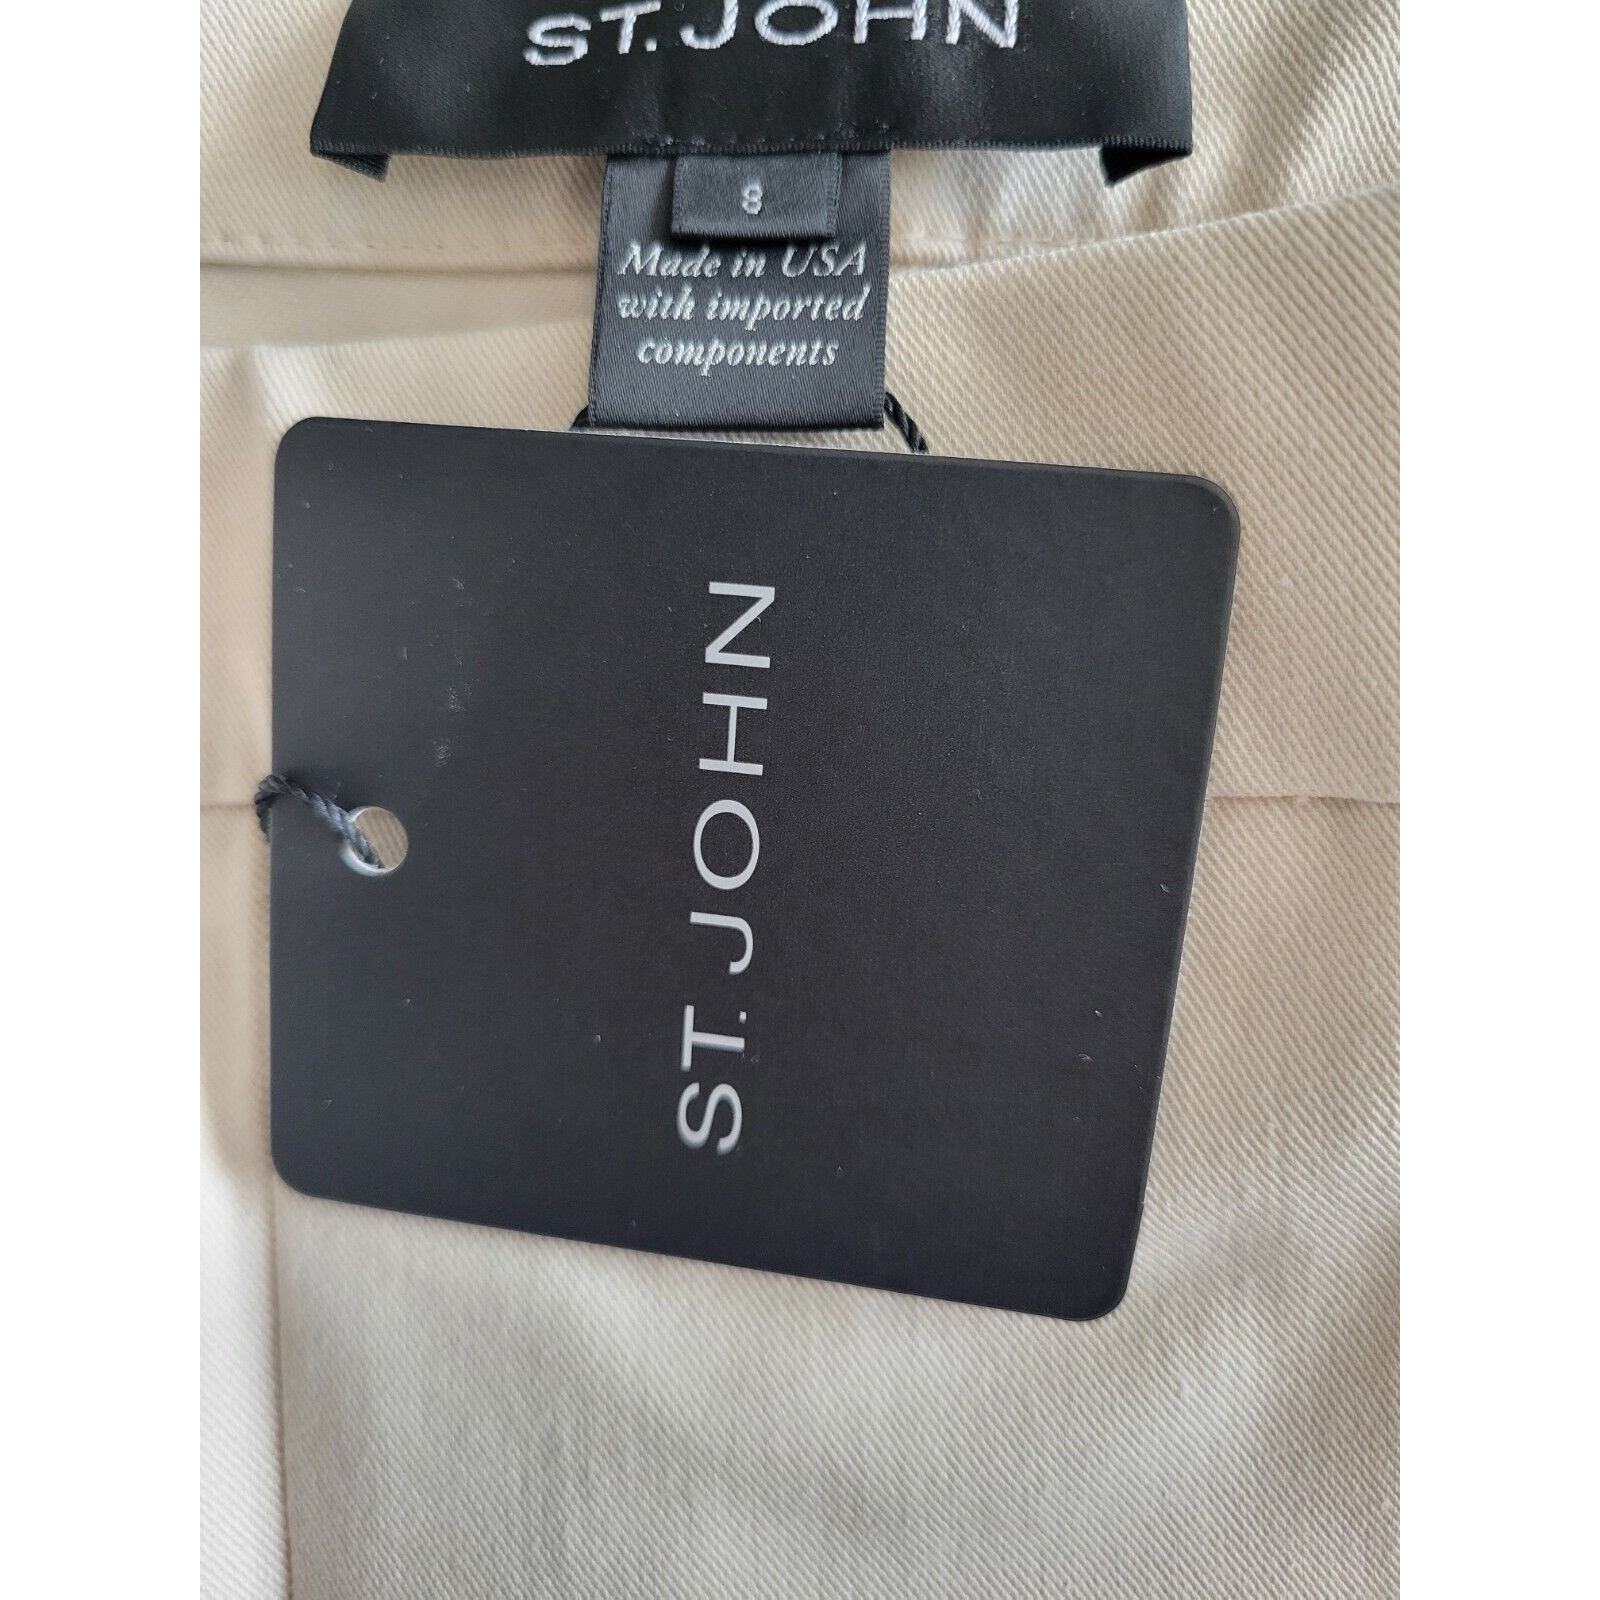 ST. JOHN
8
Made in USA
with imported
components
ST. JOHN